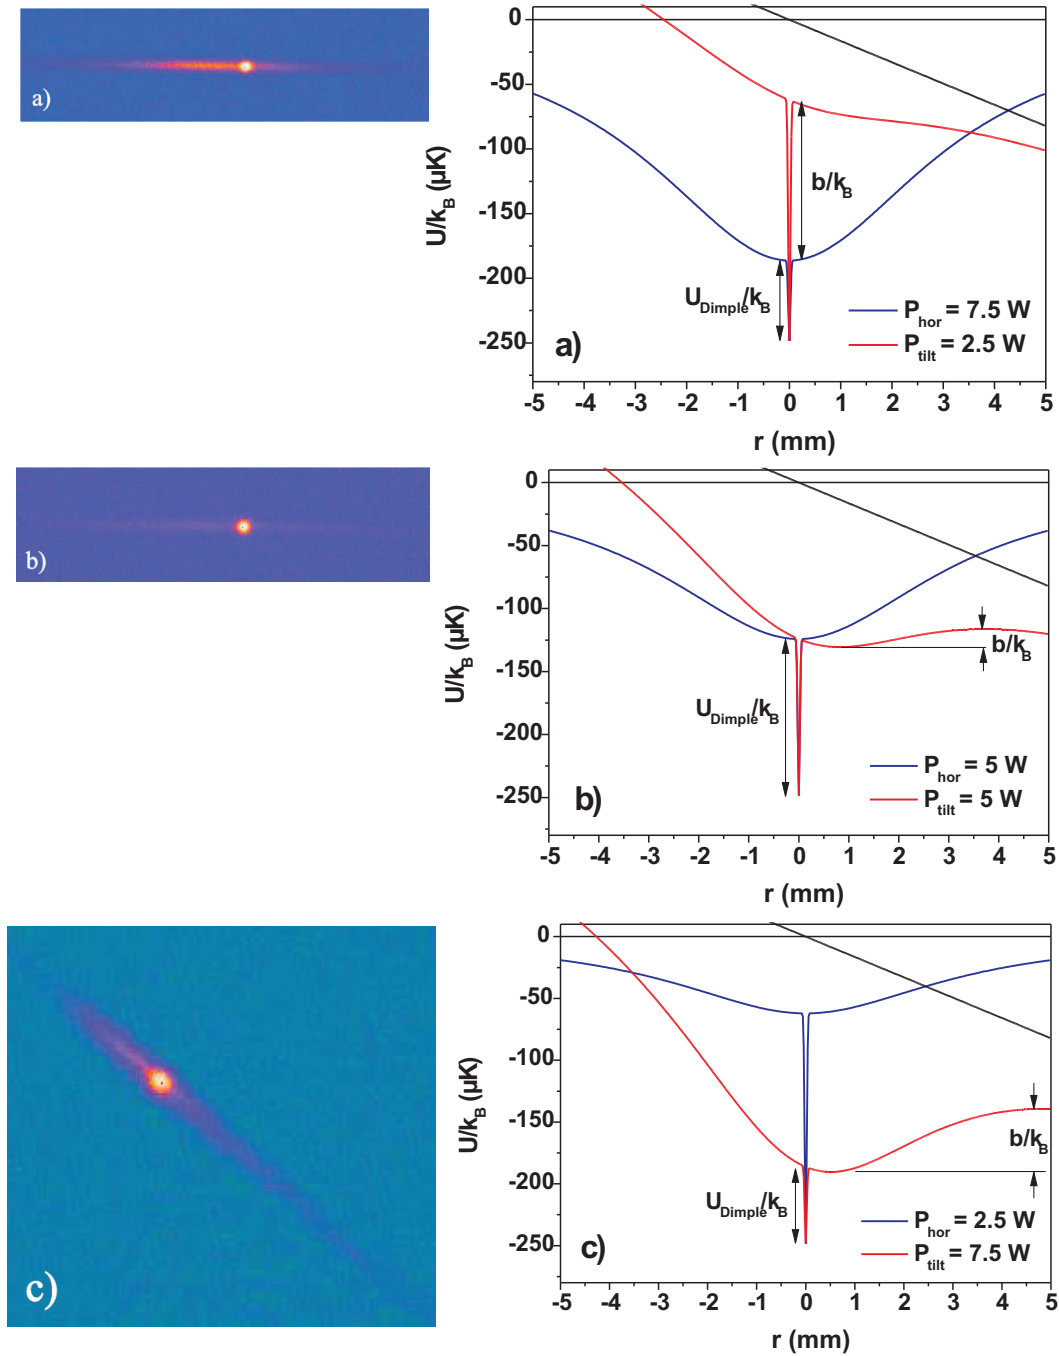 a)
0
-50
-100
-150
-200
-250
U/k_B (µK)
b/k_B
U_Dimple/k_B
P_hor = 7.5 W
P_tilt = 2.5 W
a)
-5 -4 -3 -2 -1 0 1 2 3 4 5
r (mm)
b)
0
-50
-100
-150
-200
-250
U/k_B (µK)
b/k_B
U_Dimple/k_B
P_hor = 5 W
P_tilt = 5 W
b)
-5 -4 -3 -2 -1 0 1 2 3 4 5
r (mm)
c)
0
-50
-100
-150
-200
-250
U/k_B (µK)
b/k_B
U_Dimple/k_B
P_hor = 2.5 W
P_tilt = 7.5 W
c)
-5 -4 -3 -2 -1 0 1 2 3 4 5
r (mm)